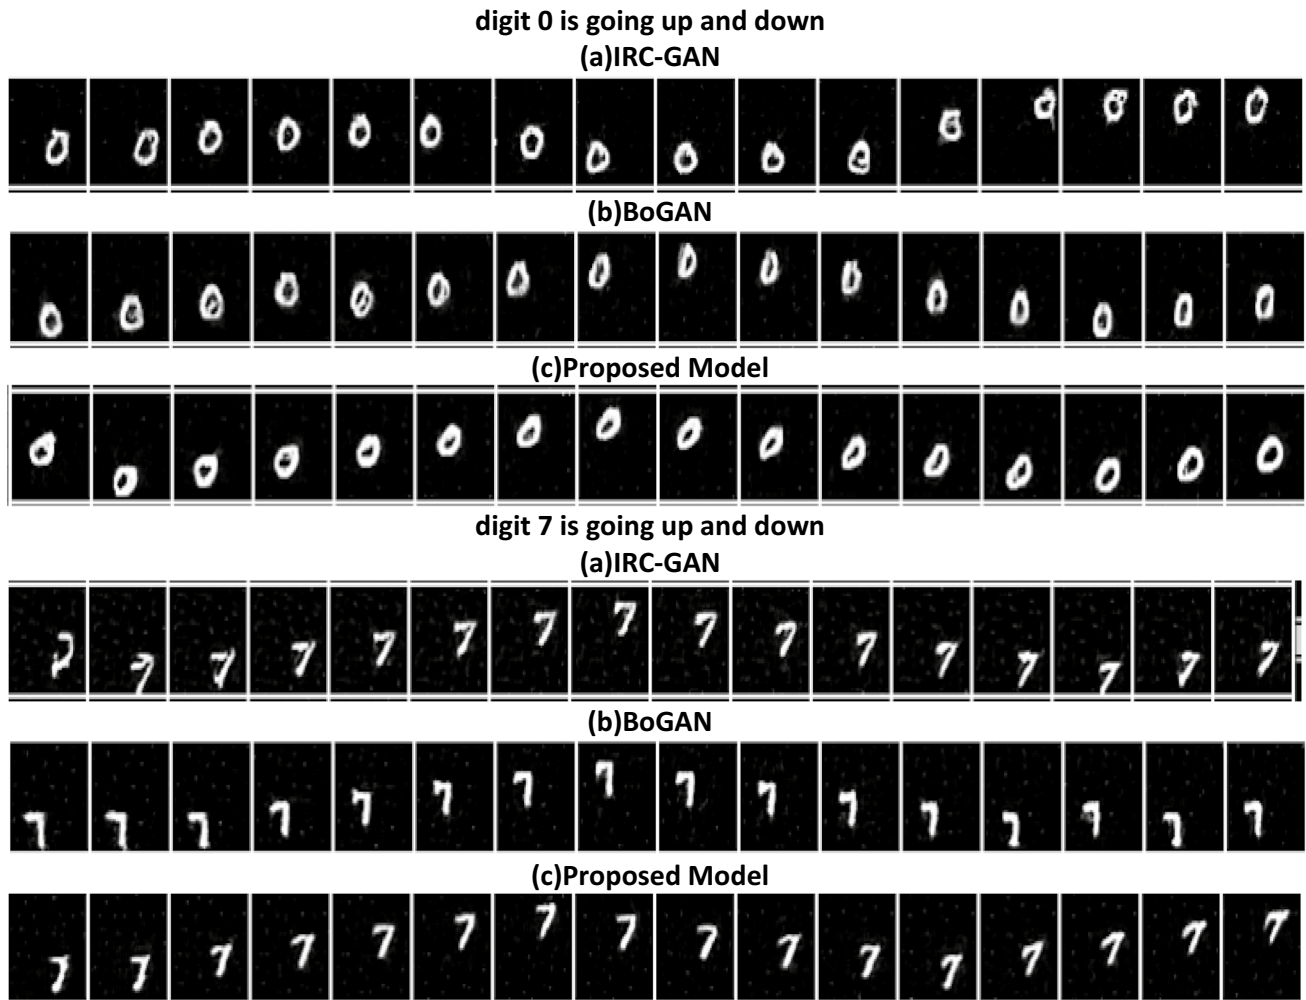 digit 0 is going up and down
(a)IRC-GAN
(b)BoGAN
(c)Proposed Model
digit 7 is going up and down
(a)IRC-GAN
(b)BoGAN
(c)Proposed Model